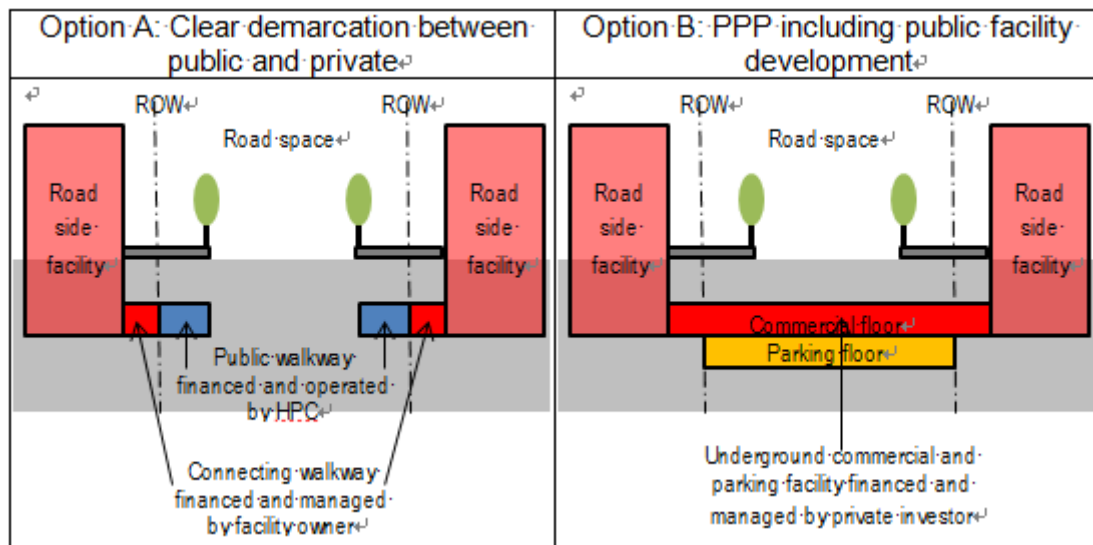 Option A: Clear demarcation between
public and private
Option B: PPP including public facility
development
ROW
ROW
Road space
Road
side
facility
Road
side
facility
Public walkway
financed and operated
by HPC
Connecting walkway
financed and managed
by facility owner
ROW
ROW
Road space
Road
side
facility
Road
side
facility
Commercial floor
Parking floor
Underground commercial and
parking facility financed and
managed by private investor